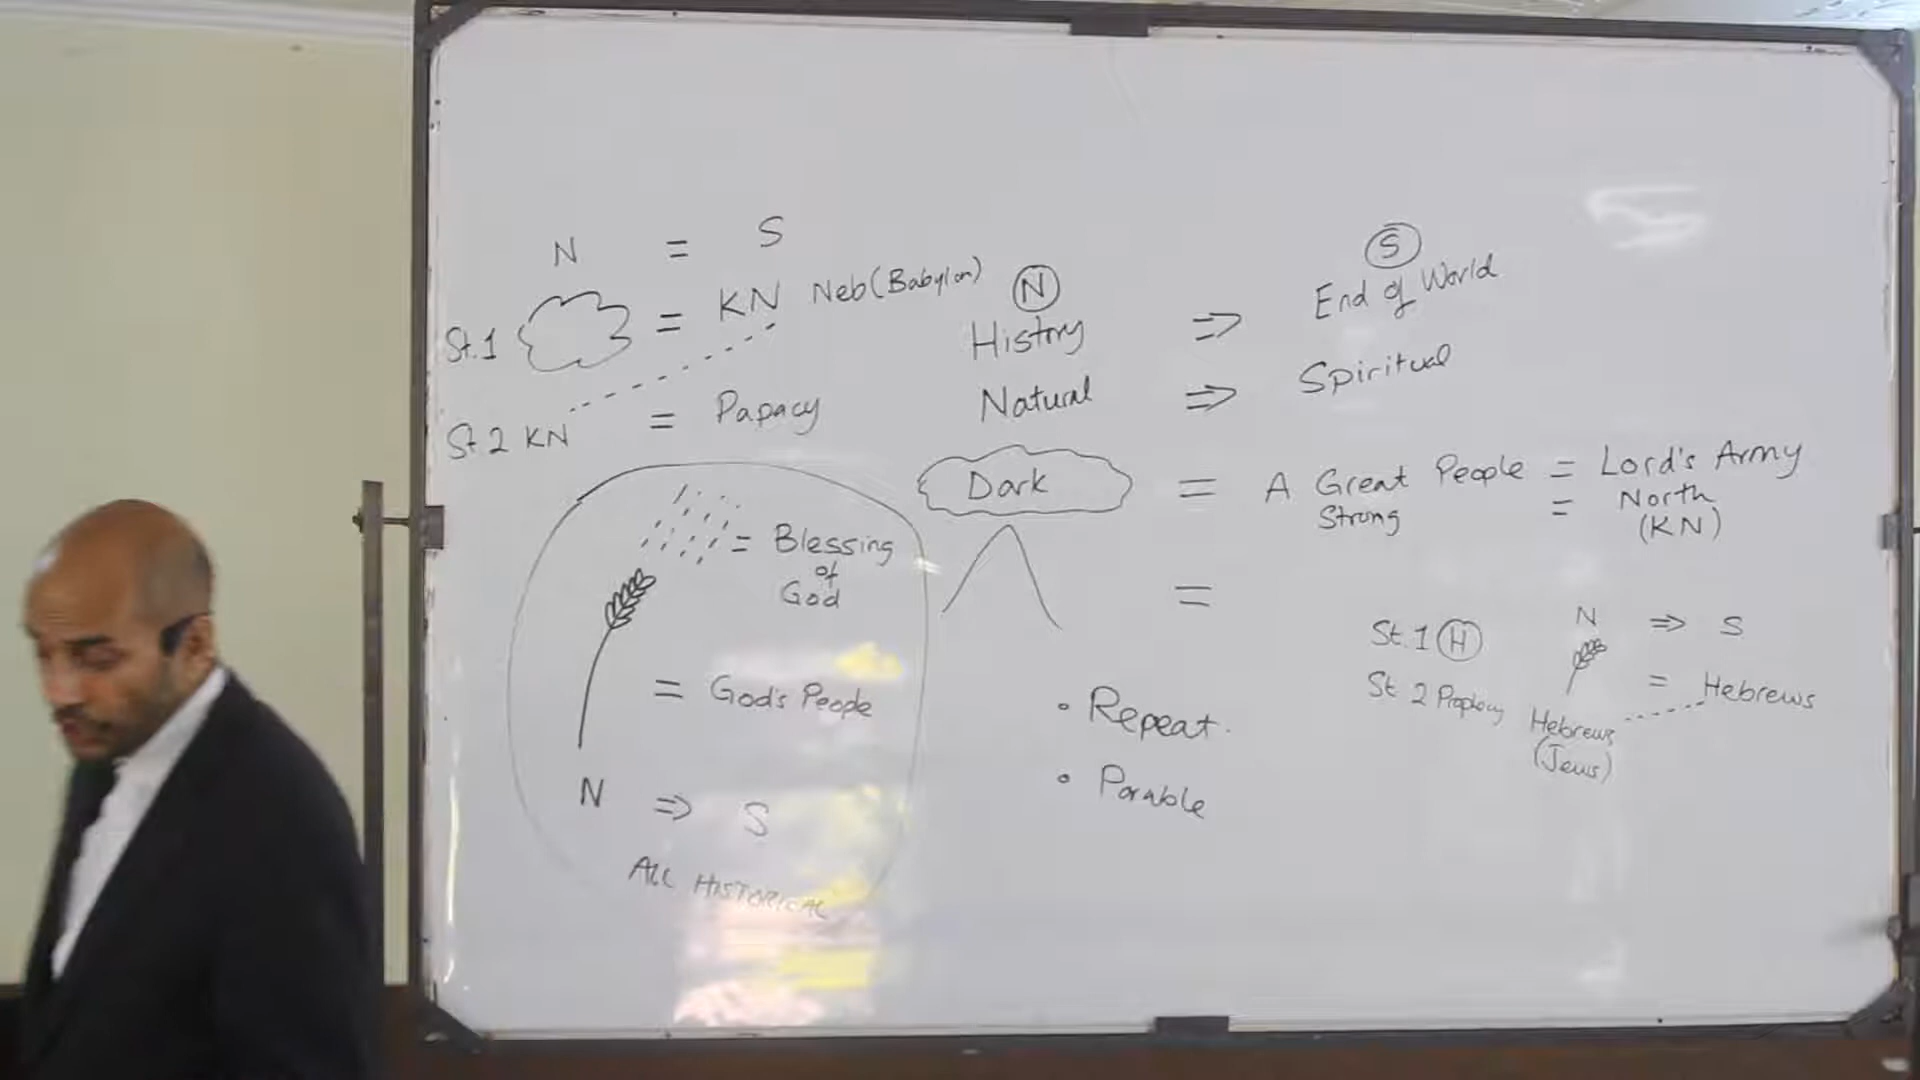 N = S
St.1 = KN Neb(Babylon)
St.2 KN = Papacy
= Blessing
of
God
= God's People
N ⇒ S
ALL HISTORICAL
N S
History ⇒ End of World
Natural ⇒ Spiritual
Dark = A Great People = Lord's Army
Strong = North
(KN)
=
• Repeat.
• Parable
N ⇒ S
St.1 H = Hebrews
St 2 Prophecy Hebrews
(Jews)